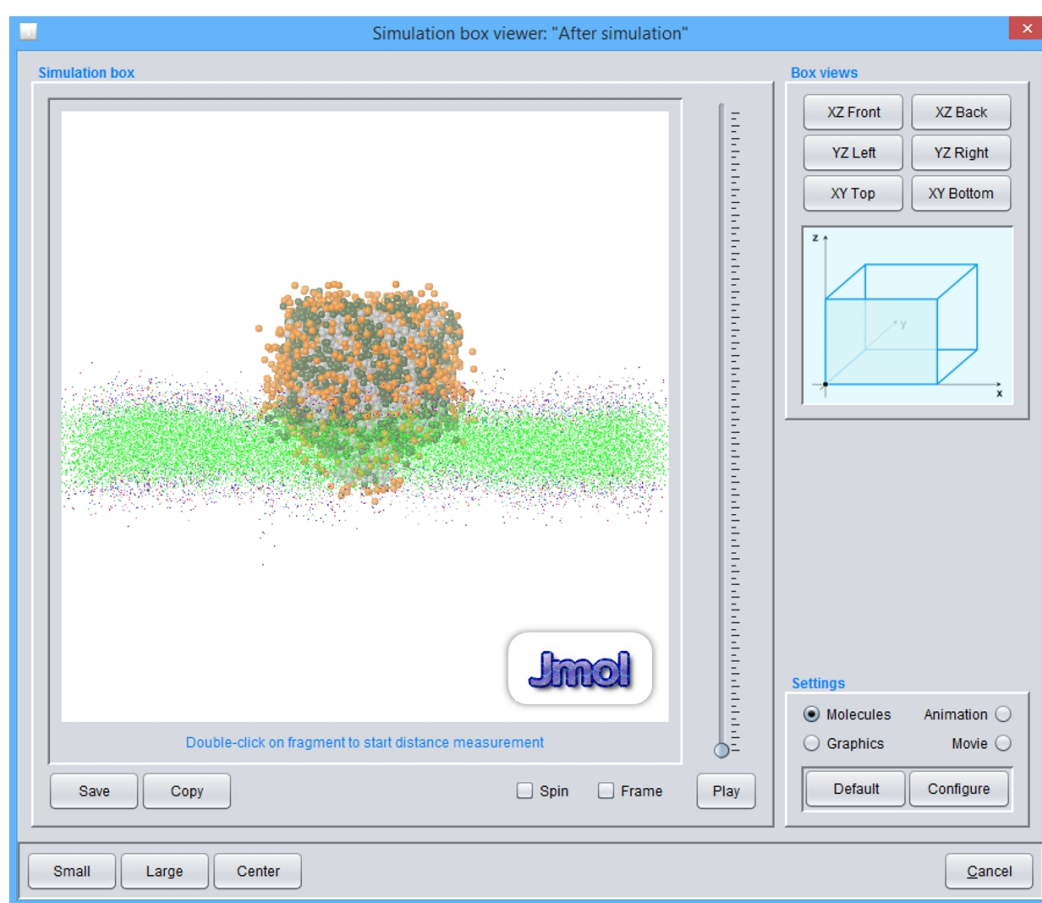 Simulation box viewer: "After simulation"
Simulation box
Box views
XZ Front
XZ Back
YZ Left
YZ Right
XY Top
XY Bottom
z
y
x
Jmol
Double-click on fragment to start distance measurement
Settings
Molecules
Animation
Graphics
Movie
Default
Configure
Save
Copy
Spin
Frame
Play
Small
Large
Center
Cancel